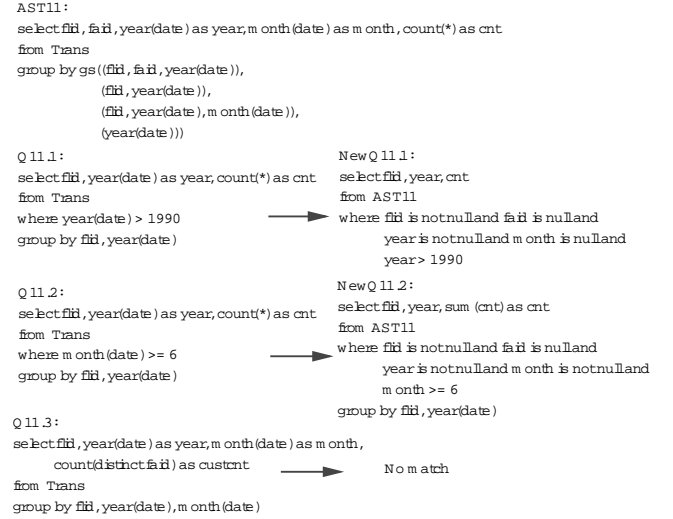 AST11:
select flid, faid, year(date) as year, month(date) as month, count(*) as cnt
from Trans
group by gs((flid, faid, year(date)),
(flid, year(date)),
(flid, year(date), month(date)),
(year(date)))
Q11.1:
select flid, year(date) as year, count(*) as cnt
from Trans
where year(date) > 1990
group by flid, year(date)
NewQ11.1:
select flid, year, cnt
from AST11
where flid is not null and faid is null and
year is not null and month is null and
year > 1990
Q11.2:
select flid, year(date) as year, count(*) as cnt
from Trans
where month(date) >= 6
group by flid, year(date)
NewQ11.2:
select flid, year, sum(cnt) as cnt
from AST11
where flid is not null and faid is null and
year is not null and month is not null and
month >= 6
group by flid, year(date)
Q11.3:
select flid, year(date) as year, month(date) as month,
count(distinct faid) as custcnt
from Trans
group by flid, year(date), month(date)
No match